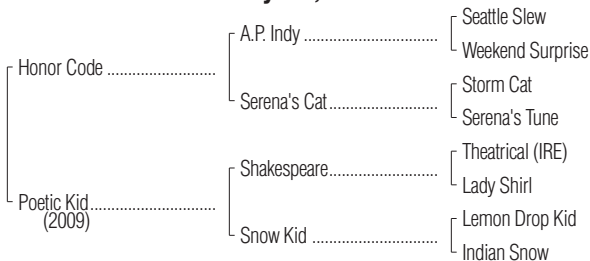 Seattle Slew
A.P. Indy ..............................
Weekend Surprise
Honor Code ........................
Storm Cat
Serena's Cat........................
Serena's Tune
Theatrical (IRE)
Shakespeare........................
Lady Shirl
Poetic Kid............................
(2009)
Lemon Drop Kid
Snow Kid ............................
Indian Snow